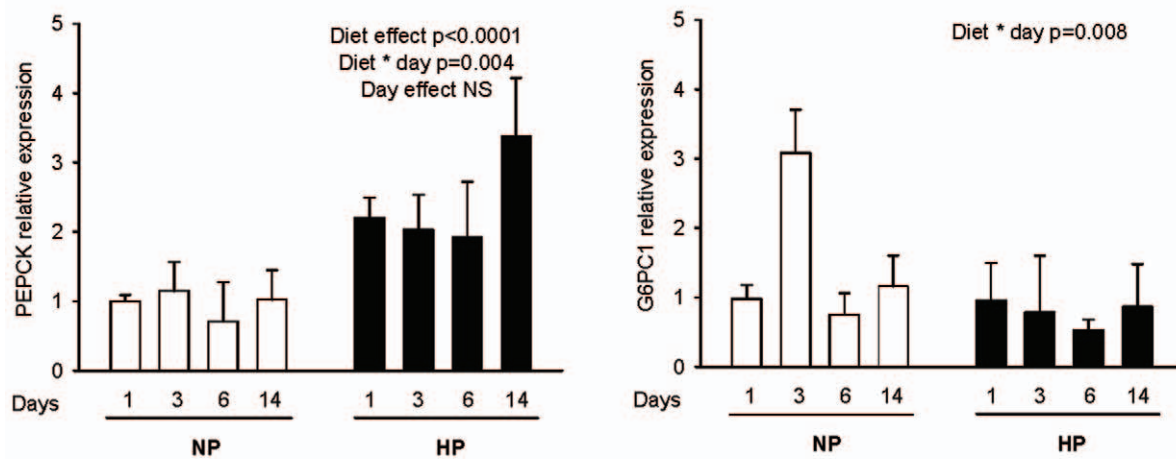 PEPCK relative expression
5
4
3
2
1
0
Diet effect p<0.0001
Diet * day p=0.004
Day effect NS
Days 1 3 6 14 1 3 6 14
NP HP
G6PC1 relative expression
5
4
3
2
1
0
Diet * day p=0.008
Days 1 3 6 14 1 3 6 14
NP HP